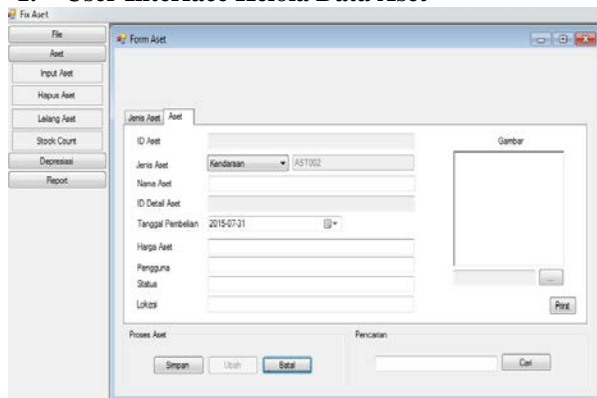 User Interface Kelola Data Aset
Fix Aset
File
Aset
Input Aset
Hapus Aset
Lelang Aset
Stock Count
Depresiasi
Report
Form Aset
Jenis Aset
Aset
ID Aset
Jenis Aset
Kendaraan
AST002
Nama Aset
ID Detail Aset
Tanggal Pembelian
2015-07-31
Harga Aset
Pengguna
Status
Lokasi
Gambar
...
Print
Proses Aset
Simpan
Ubah
Batal
Pencarian
Cari